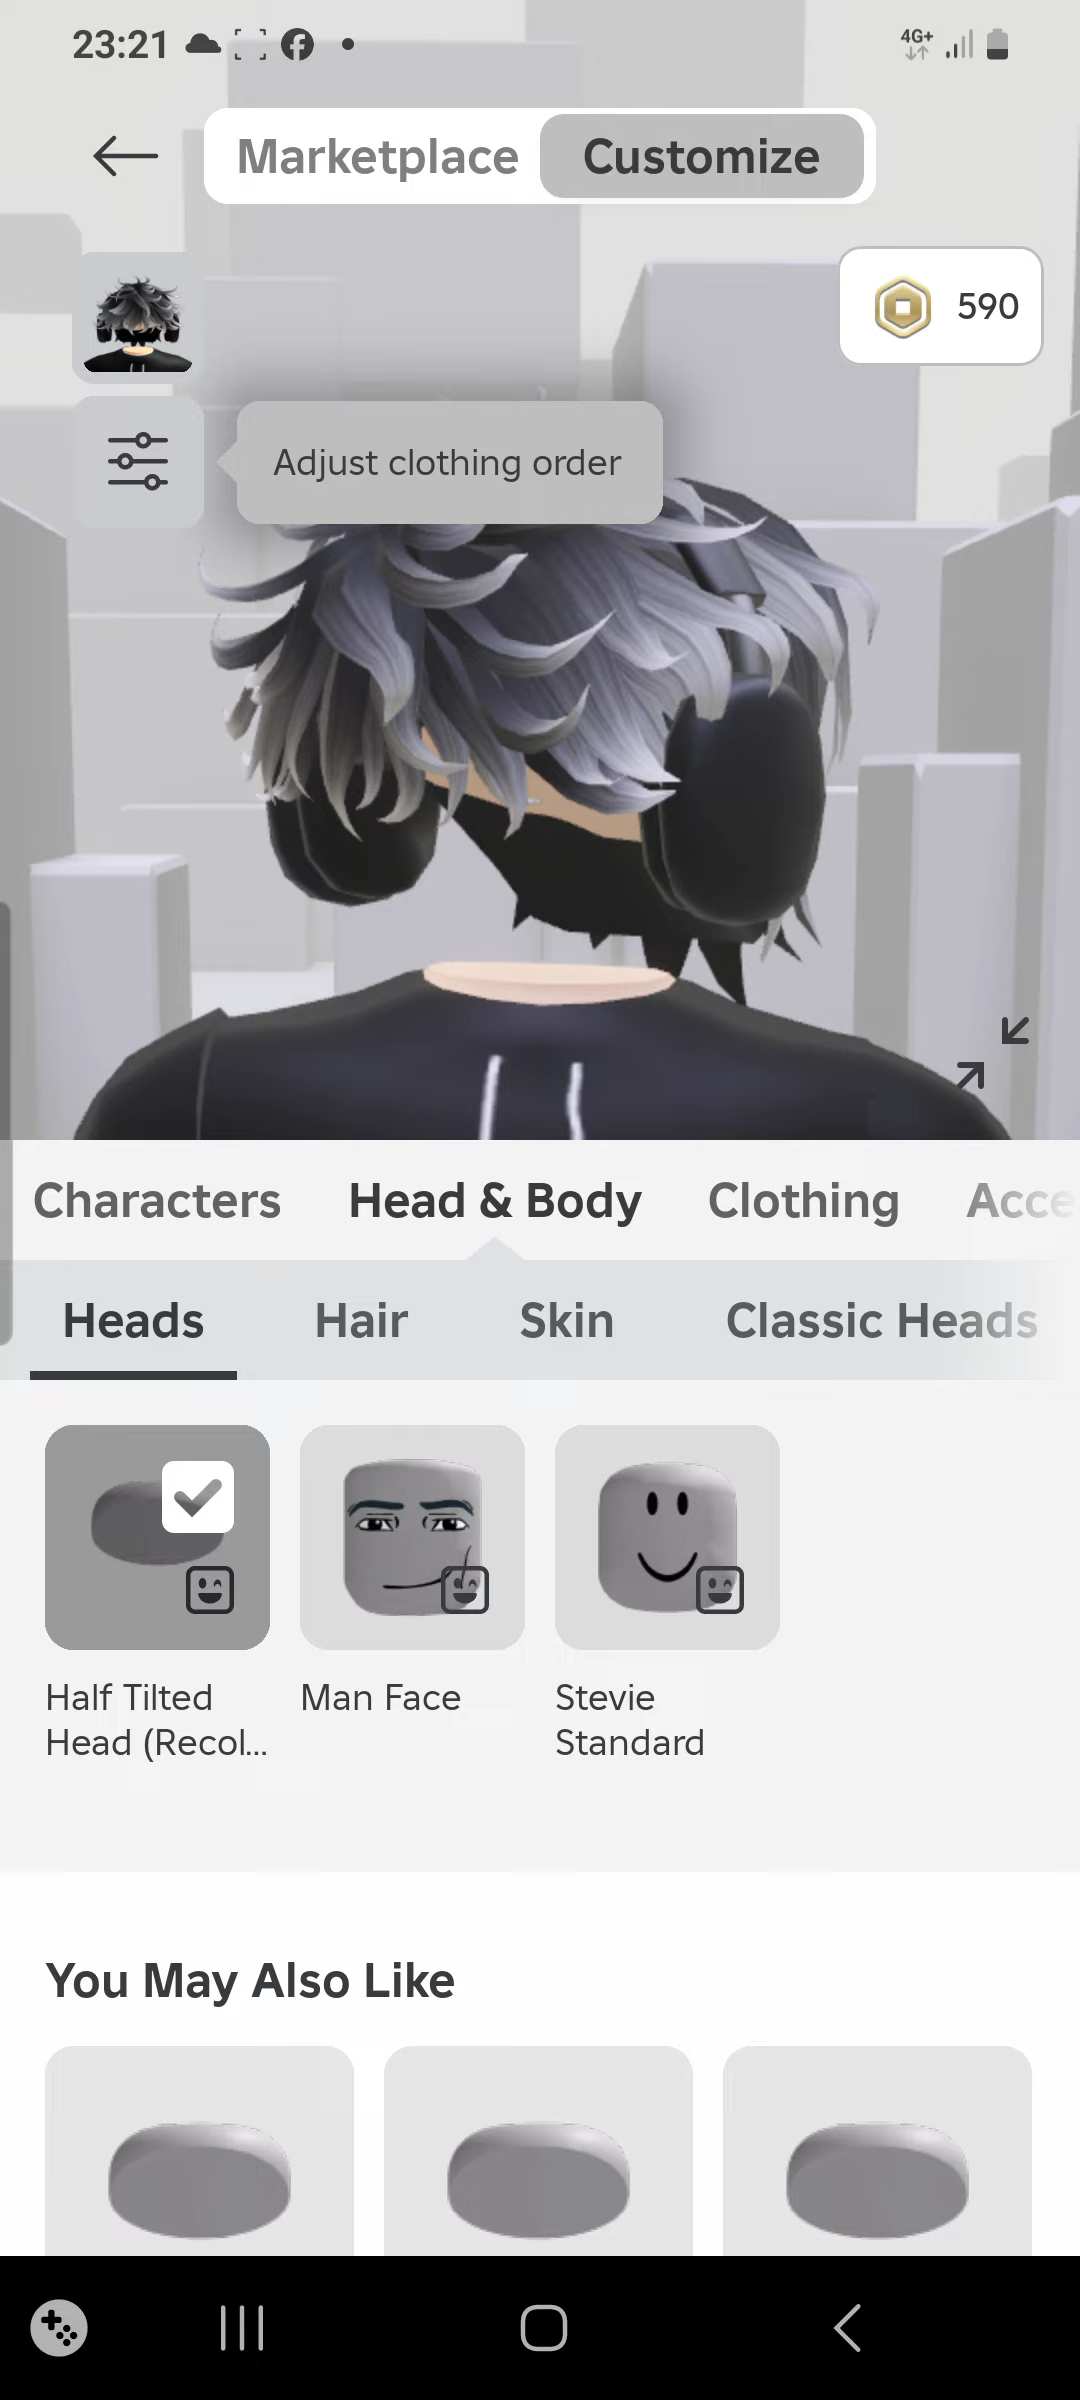 23:21
4G+
Marketplace
Customize
590
Adjust clothing order
Characters
Head & Body
Clothing
Acce
Heads
Hair
Skin
Classic Heads
Half Tilted
Head (Recol...
Man Face
Stevie
Standard
You May Also Like